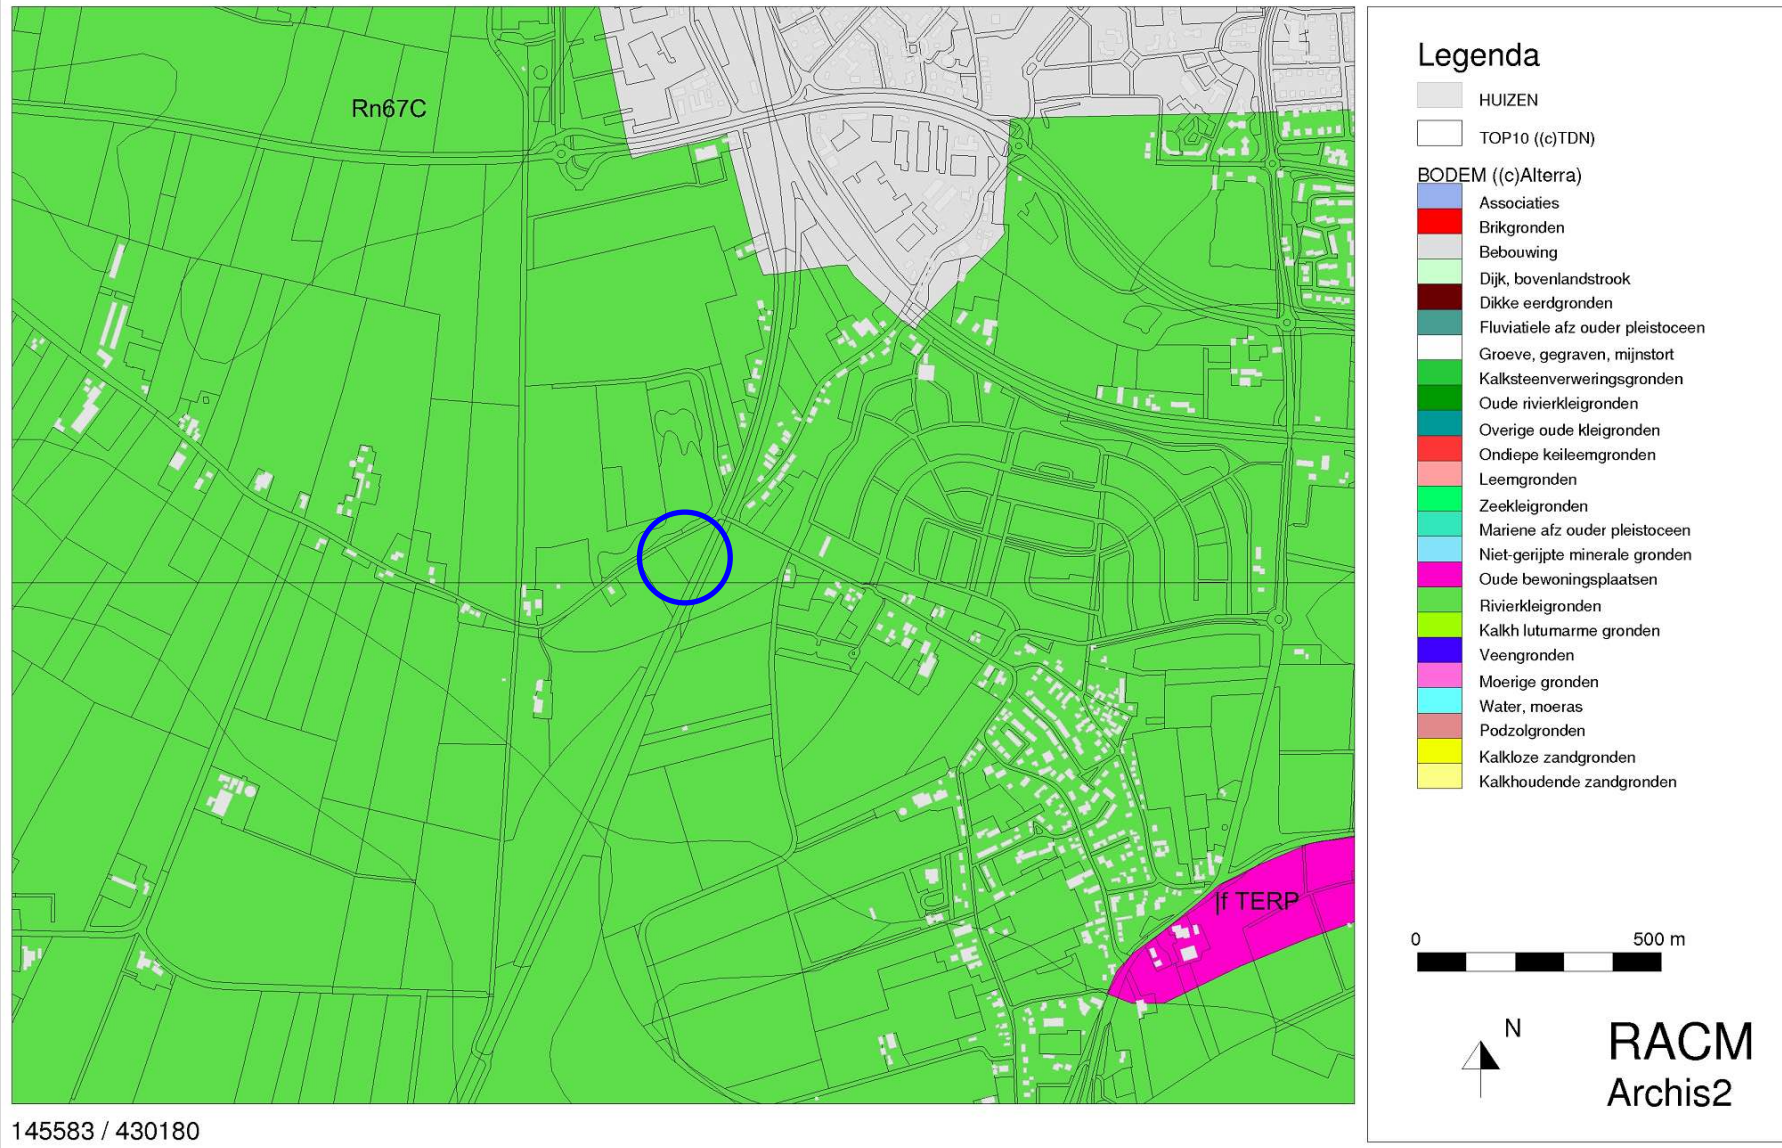 Rn67C
|f TERP
145583 / 430180
Legenda
HUIZEN
TOP10 ((c)TDN)
BODEM ((c)Alterra)
Associaties
Brikgronden
Bebouwing
Dijk, bovenlandstrook
Dikke eerdgronden
Fluviatiele afz ouder pleistoceen
Groeve, gegraven, mijnstort
Kalksteenverweringsgronden
Oude rivierkleigronden
Overige oude kleigronden
Ondiepe keileemgronden
Leemgronden
Zeekleigronden
Mariene afz ouder pleistoceen
Niet-gerijpte minerale gronden
Oude bewoningsplaatsen
Rivierkleigronden
Kalkh lutumarme gronden
Veengronden
Moerige gronden
Water, moeras
Podzolgronden
Kalkloze zandgronden
Kalkhoudende zandgronden
0 500 m
N
RACM
Archis2